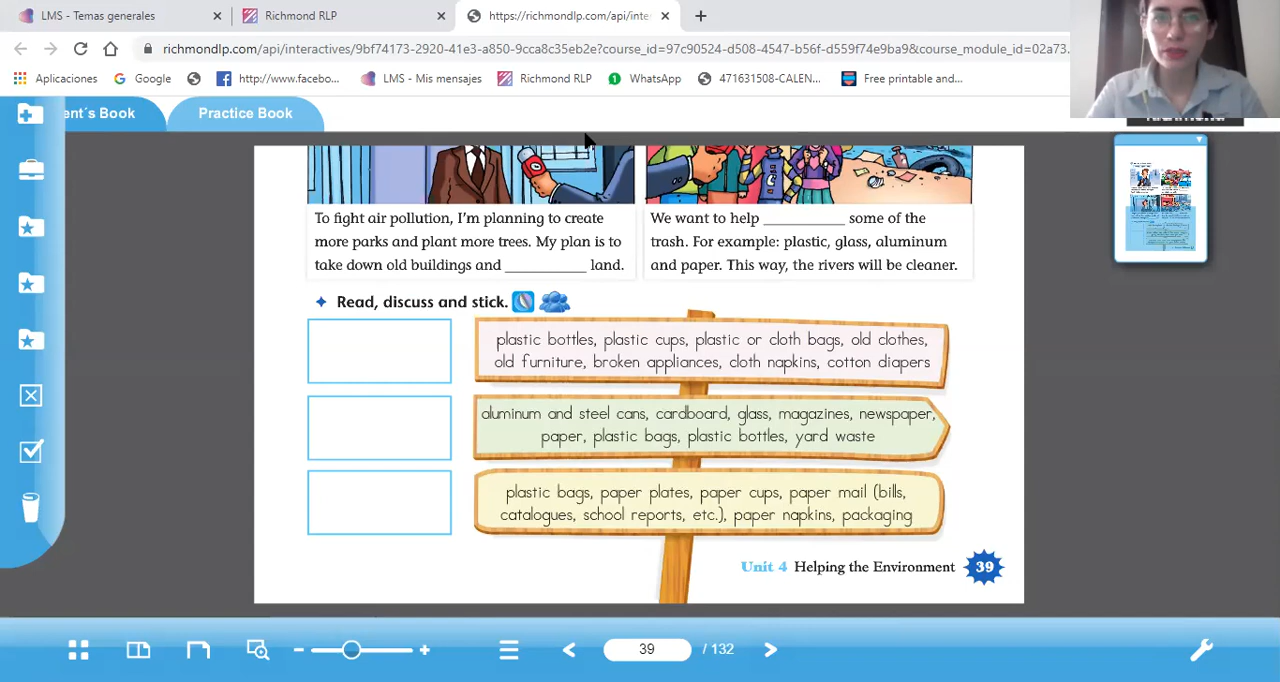 LMS - Temas generales
Richmond RLP
https://richmondlp.com/api/inte
richmondlp.com/api/interactives/9bf74173-2920-41e3-a850-9cca8c35eb2e?course_id=97c90524-d508-4547-b56f-d559f74e9ba9&course_module_id=02a73.
Aplicaciones
Google
http://www.facebo...
LMS - Mis mensajes
Richmond RLP
WhatsApp
371631508-CALEN...
Free printable and...
ent's Book
Practice Book
To fight air pollution, I'm planning to create
more parks and plant more trees. My plan is to
take down old buildings and __________ land.
We want to help __________ some of the
trash. For example: plastic, glass, aluminum
and paper. This way, the rivers will be cleaner.
Read, discuss and stick.
plastic bottles, plastic cups, plastic or cloth bags, old clothes,
old furniture, broken appliances, cloth napkins, cotton diapers
aluminum and steel cans, cardboard, glass, magazines, newspaper,
paper, plastic bags, plastic bottles, yard waste
plastic bags, paper plates, paper cups, paper mail (bills,
catalogues, school reports, etc.), paper napkins, packaging
Unit 4 Helping the Environment 39
39 / 132